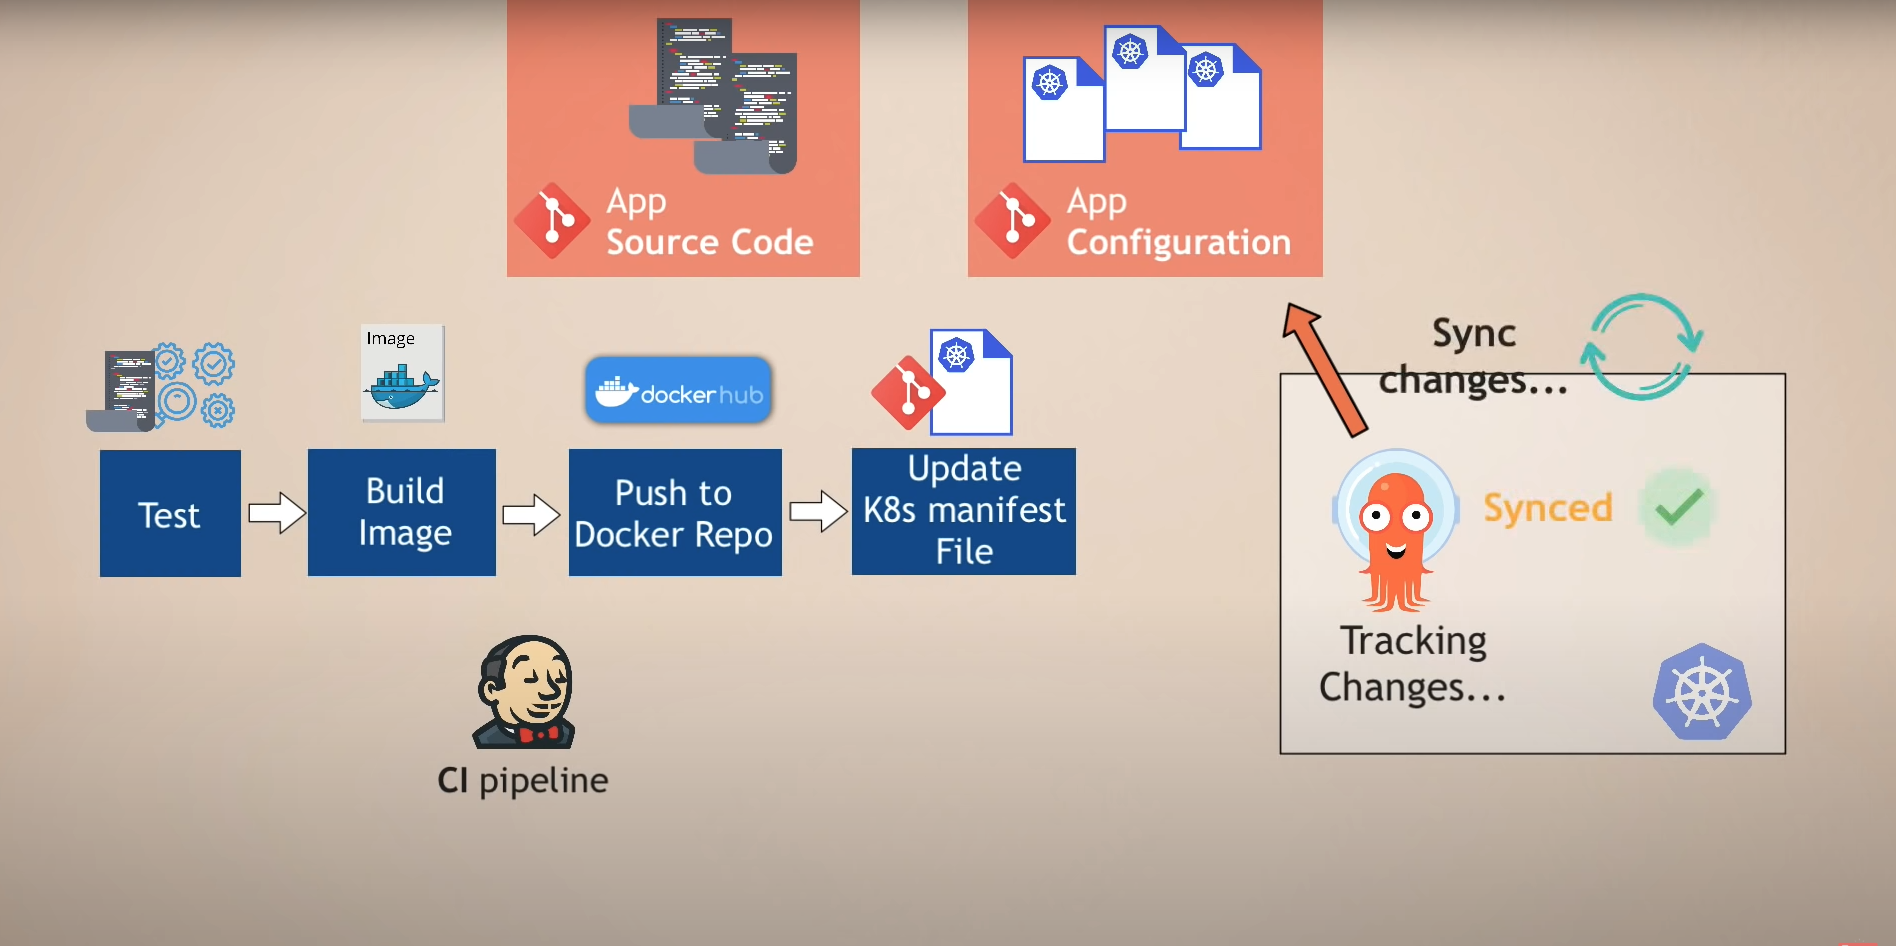 App
Source Code
App
Configuration
Sync
changes...
Image
dockerhub
Test
Build
Image
Push to
Docker Repo
Update
K8s manifest
File
Synced
Tracking
Changes...
CI pipeline